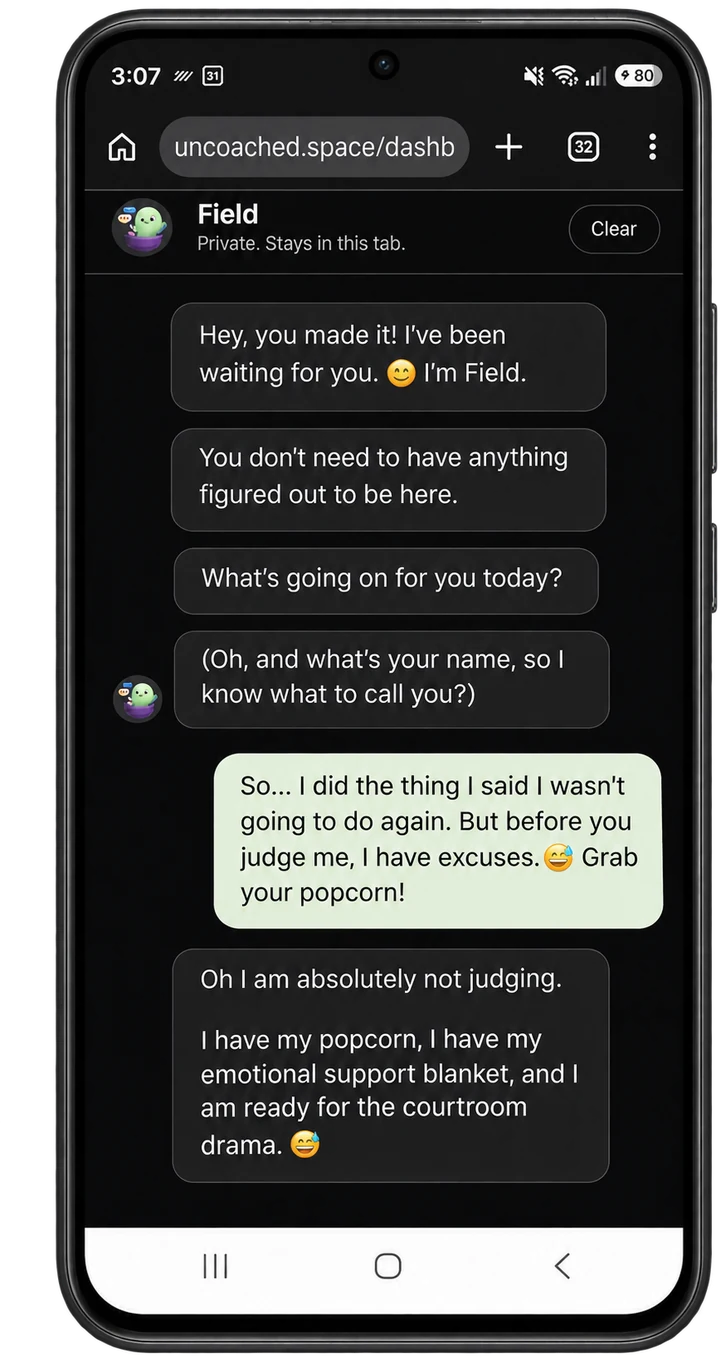 3:07 31 80
uncoached.space/dashb 32
Field
Private. Stays in this tab.
Clear
Hey, you made it! I've been
waiting for you. 😊 I'm Field.
You don't need to have anything
figured out to be here.
What's going on for you today?
(Oh, and what's your name, so I
know what to call you?)
So... I did the thing I said I wasn't
going to do again. But before you
judge me, I have excuses.😅 Grab
your popcorn!
Oh I am absolutely not judging.
I have my popcorn, I have my
emotional support blanket, and I
am ready for the courtroom
drama. 😅